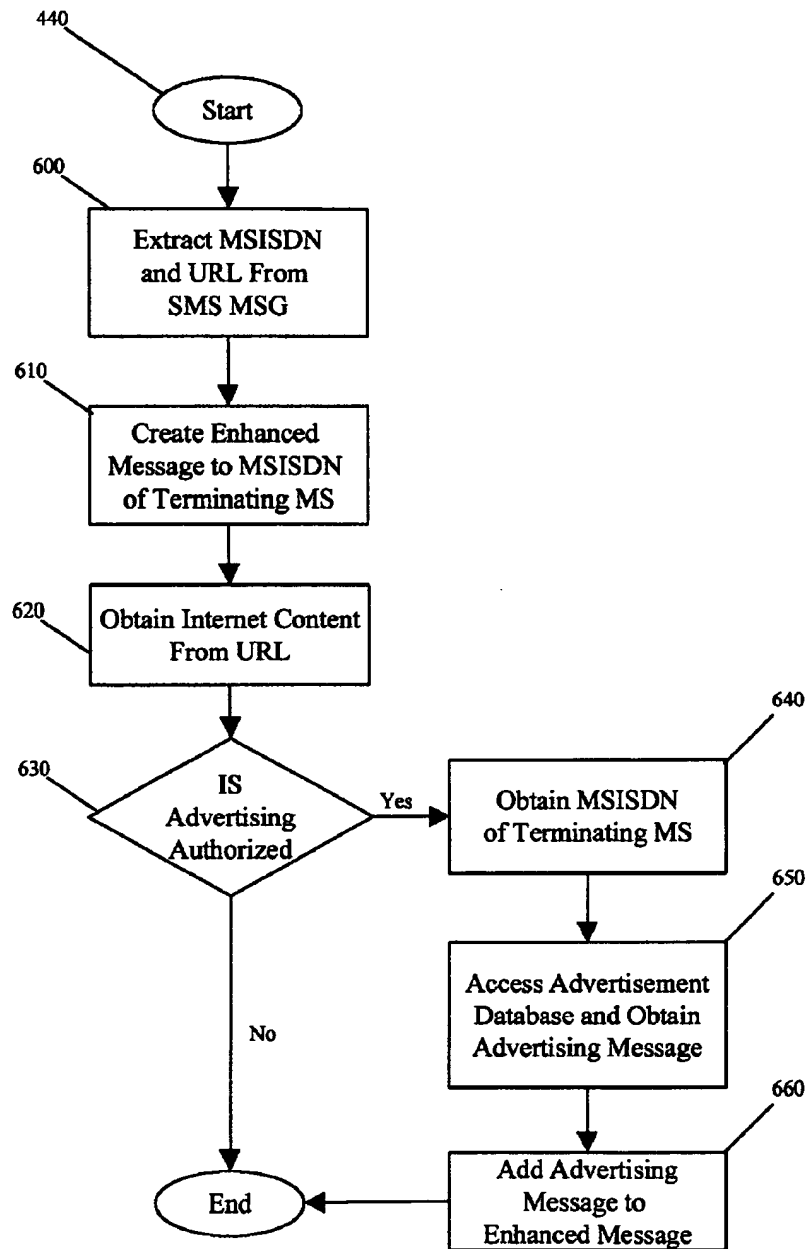 440
Start
600
Extract MSISDN
and URL From
SMS MSG
610
Create Enhanced
Message to MSISDN
of Terminating MS
620
Obtain Internet Content
From URL
630
IS
Advertising
Authorized
Yes
No
640
Obtain MSISDN
of Terminating MS
650
Access Advertisement
Database and Obtain
Advertising Message
660
Add Advertising
Message to
Enhanced Message
End